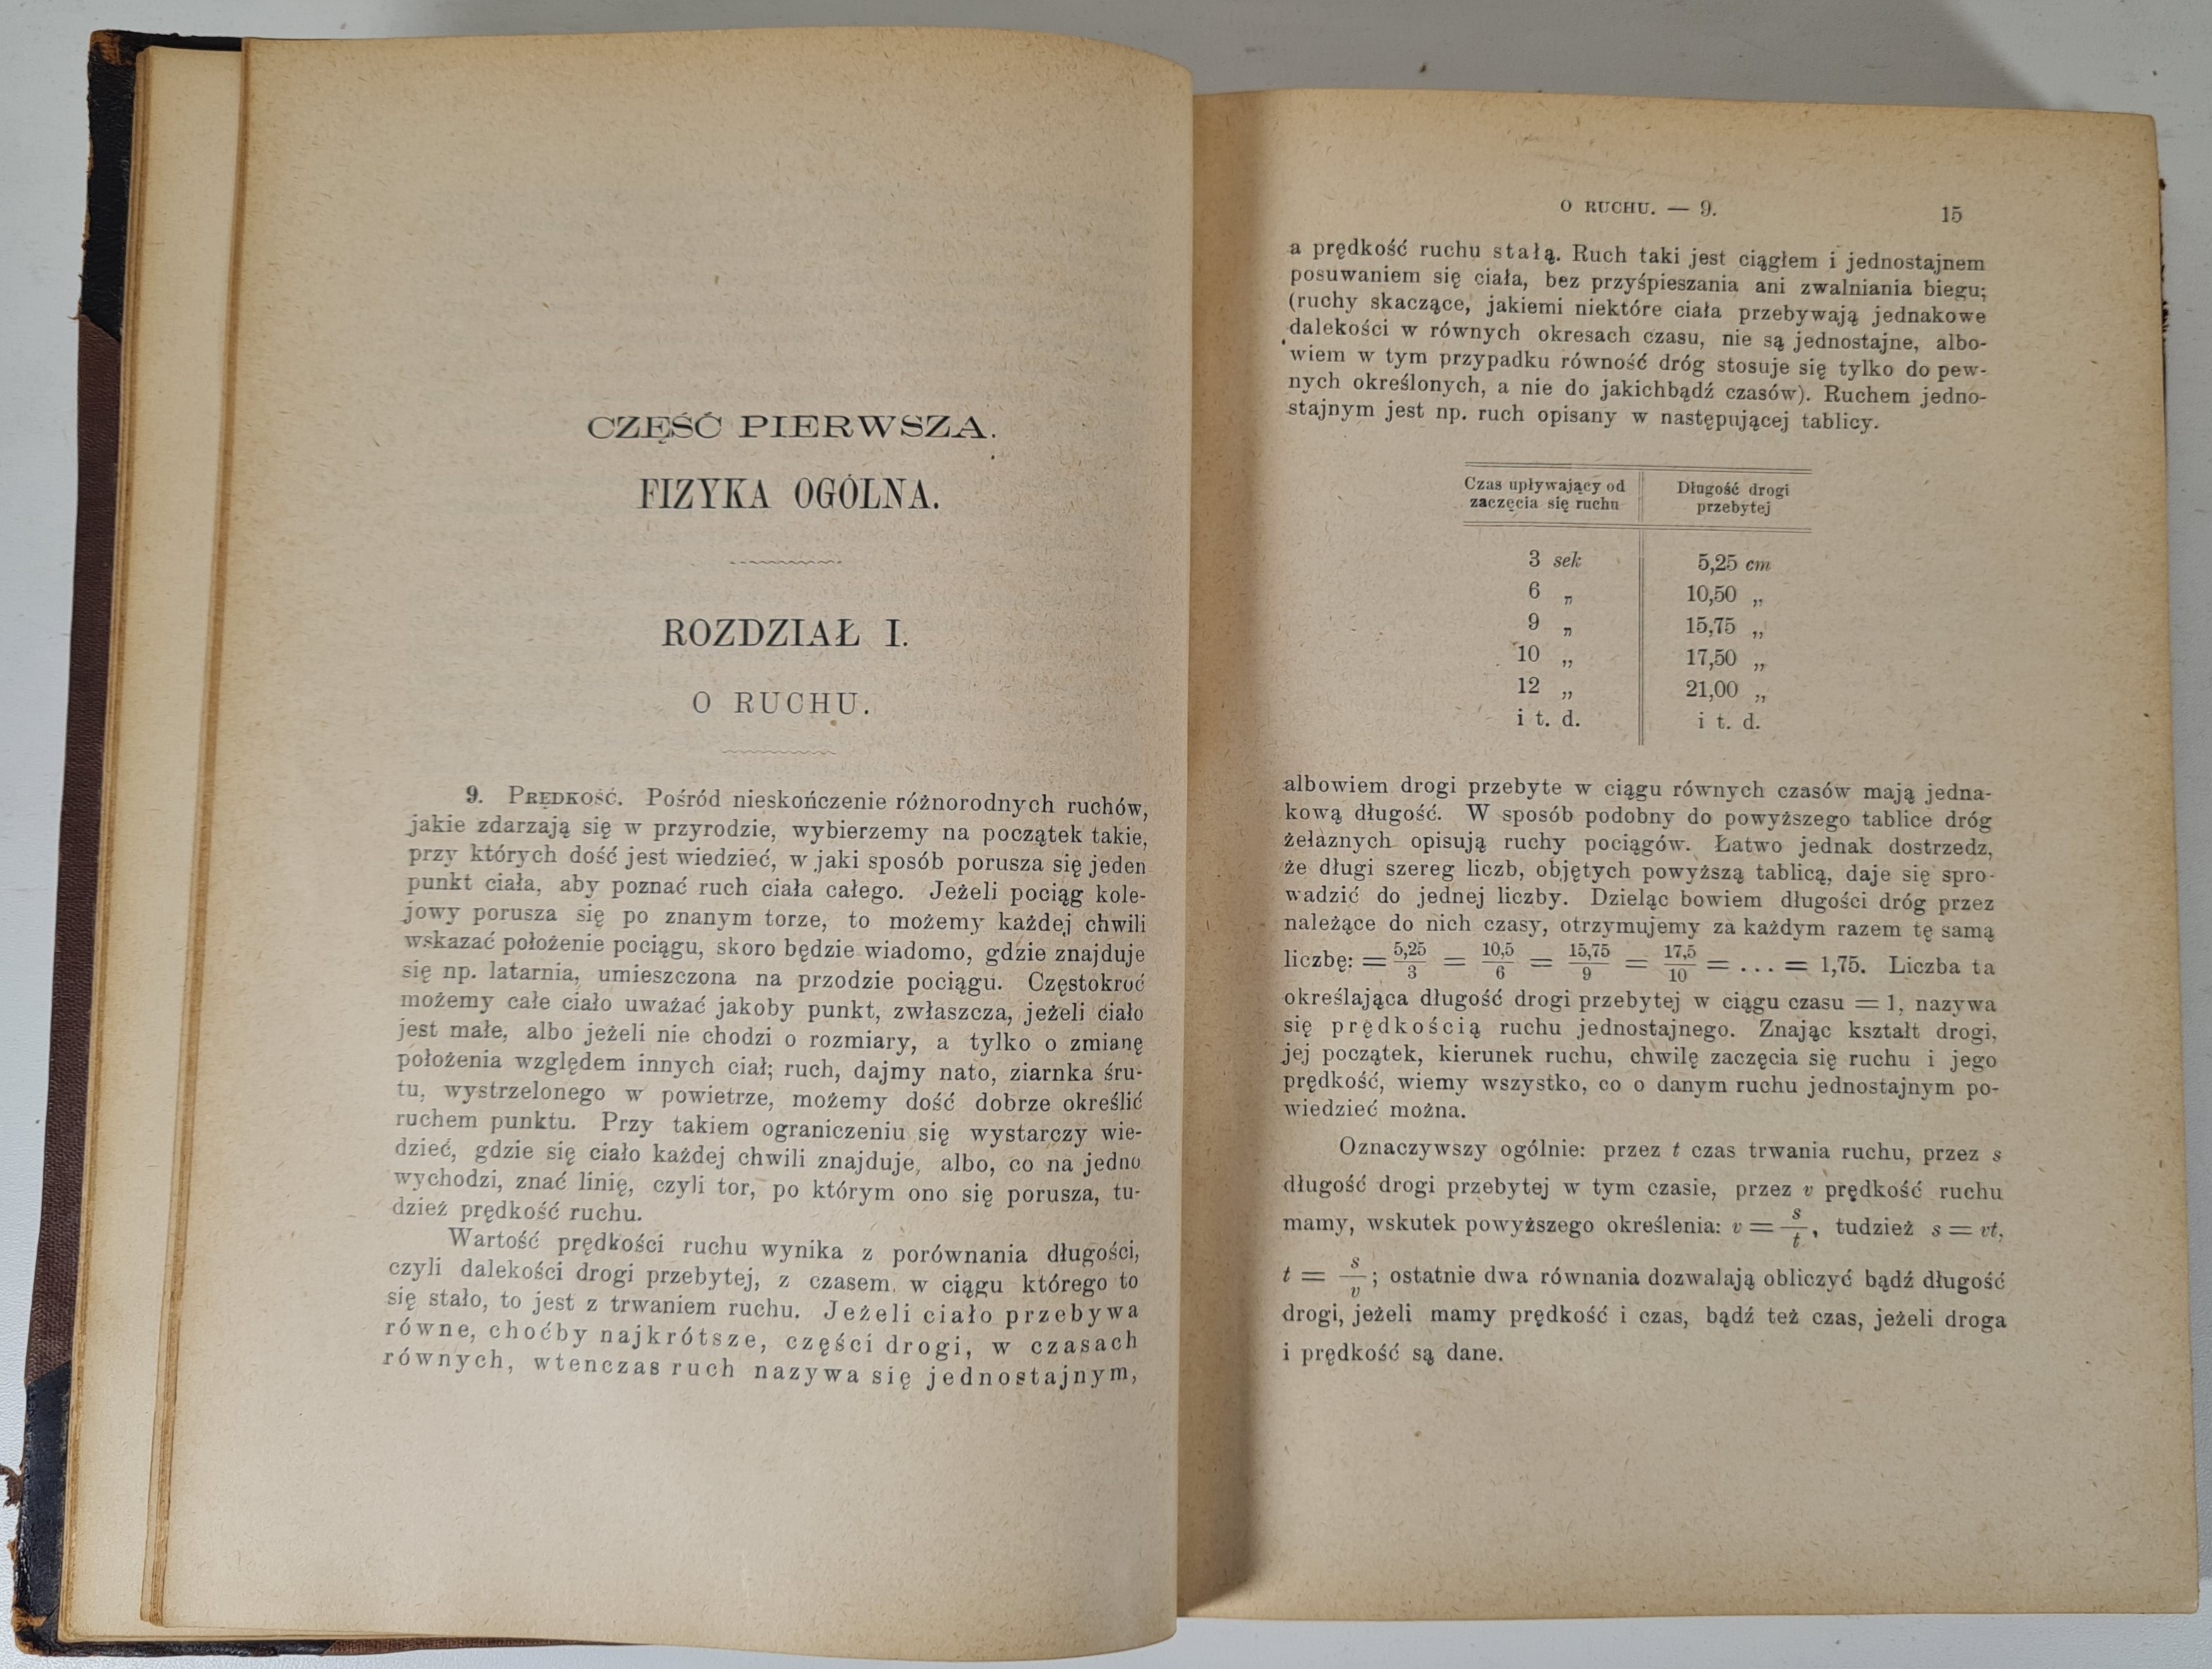 CZĘŚĆ PIERWSZA.
FIZYKA OGÓLNA.
ROZDZIAŁ I.
O RUCHU.
9. PRĘDKOŚĆ. Pośród nieskończenie różnorodnych ruchów,
jakie zdarzają się w przyrodzie, wybierzemy na początek takie,
przy których dość jest wiedzieć, w jaki sposób porusza się jeden
punkt ciała, aby poznać ruch ciała całego. Jeżeli pociąg kole-
jowy porusza się po znanym torze, to możemy każdej chwili
wskazać położenie pociągu, skoro będzie wiadomo, gdzie znajduje
się np. latarnia, umieszczona na przodzie pociągu. Częstokroć
możemy całe ciało uważać jakoby punkt, zwłaszcza, jeżeli ciało
jest małe, albo jeżeli nie chodzi o rozmiary, a tylko o zmianę
położenia względem innych ciał; ruch, dajmy nato, ziarnka śru-
tu, wystrzelonego w powietrze, możemy dość dobrze określić
ruchem punktu. Przy takiem ograniczeniu się wystarczy wie-
dzieć, gdzie się ciało każdej chwili znajduje, albo, co na jedno
wychodzi, znać linię, czyli tor, po którym ono się porusza, tu-
dzież prędkość ruchu.
Wartość prędkości ruchu wynika z porównania długości,
czyli dalekości drogi przebytej, z czasem, w ciągu którego to
się stało, to jest z trwaniem ruchu. Jeżeli ciało przebywa
równe, choćby najkrótsze, części drogi, w czasach
równych, wtenczas ruch nazywa się jednostajnym,
O RUCHU. — 9. 15
a prędkość ruchu stałą. Ruch taki jest ciągłem i jednostajnem
posuwaniem się ciała, bez przyśpieszania ani zwalniania biegu;
(ruchy skaczące, jakiemi niektóre ciała przebywają jednakowe
dalekości w równych okresach czasu, nie są jednostajne, albo-
wiem w tym przypadku równość dróg stosuje się tylko do pew-
nych określonych, a nie do jakichbądź czasów). Ruchem jedno-
stajnym jest np. ruch opisany w następującej tablicy.
Czas upływający od Długość drogi
zaczęcia się ruchu przebytej
3 sek 5,25 cm
6 „ 10,50 „
9 „ 15,75 „
10 „ 17,50 „
12 „ 21,00 „
i t. d. i t. d.
albowiem drogi przebyte w ciągu równych czasów mają jedna-
kową długość. W sposób podobny do powyższego tablice dróg
żelaznych opisują ruchy pociągów. Łatwo jednak dostrzedz,
że długi szereg liczb, objętych powyższą tablicą, daje się spro-
wadzić do jednej liczby. Dzieląc bowiem długości dróg przez
należące do nich czasy, otrzymujemy za każdym razem tę samą
liczbę: = 5,25/3 = 10,5/6 = 15,75/9 = 17,5/10 = ... = 1,75. Liczba ta
określająca długość drogi przebytej w ciągu czasu = 1, nazywa
się prędkością ruchu jednostajnego. Znając kształt drogi,
jej początek, kierunek ruchu, chwilę zaczęcia się ruchu i jego
prędkość, wiemy wszystko, co o danym ruchu jednostajnym po-
wiedzieć można.
Oznaczywszy ogólnie: przez t czas trwania ruchu, przez s
długość drogi przebytej w tym czasie, przez v prędkość ruchu
mamy, wskutek powyższego określenia: v = s/t, tudzież s = vt,
t = s/v; ostatnie dwa równania dozwalają obliczyć bądź długość
drogi, jeżeli mamy prędkość i czas, bądź też czas, jeżeli droga
i prędkość są dane.